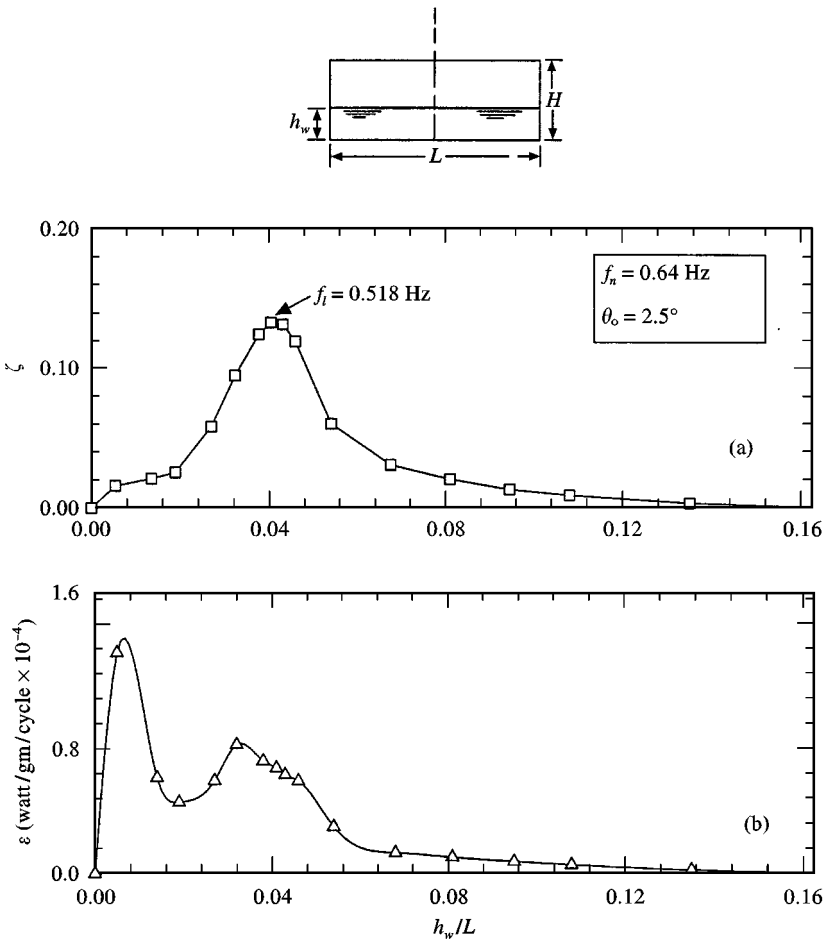 H
h_w
L
0.20
0.10
0.00
ζ
f_l = 0.518 Hz
f_n = 0.64 Hz
θ_o = 2.5°
(a)
0.00 0.04 0.08 0.12 0.16
1.6
0.8
0.0
ε (watt/gm/cycle × 10⁻⁴)
(b)
0.00 0.04 0.08 0.12 0.16
h_w/L